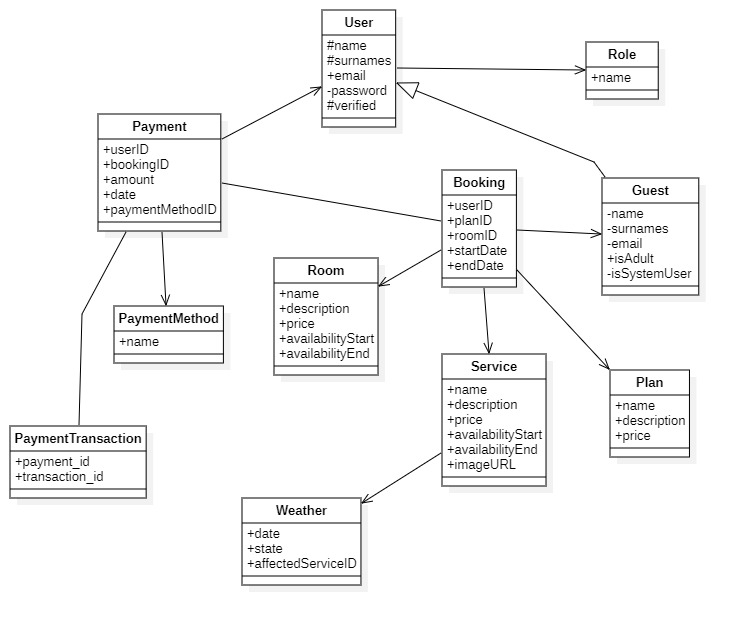 User
#name
#surnames
+email
-password
#verified
Role
+name
Payment
+userID
+bookingID
+amount
+date
+paymentMethodID
Booking
+userID
+planID
+roomID
+startDate
+endDate
Guest
-name
-surnames
-email
+isAdult
-isSystemUser
Room
+name
+description
+price
+availabilityStart
+availabilityEnd
PaymentMethod
+name
Service
+name
+description
+price
+availabilityStart
+availabilityEnd
+imageURL
Plan
+name
+description
+price
PaymentTransaction
+payment_id
+transaction_id
Weather
+date
+state
+affectedServiceID